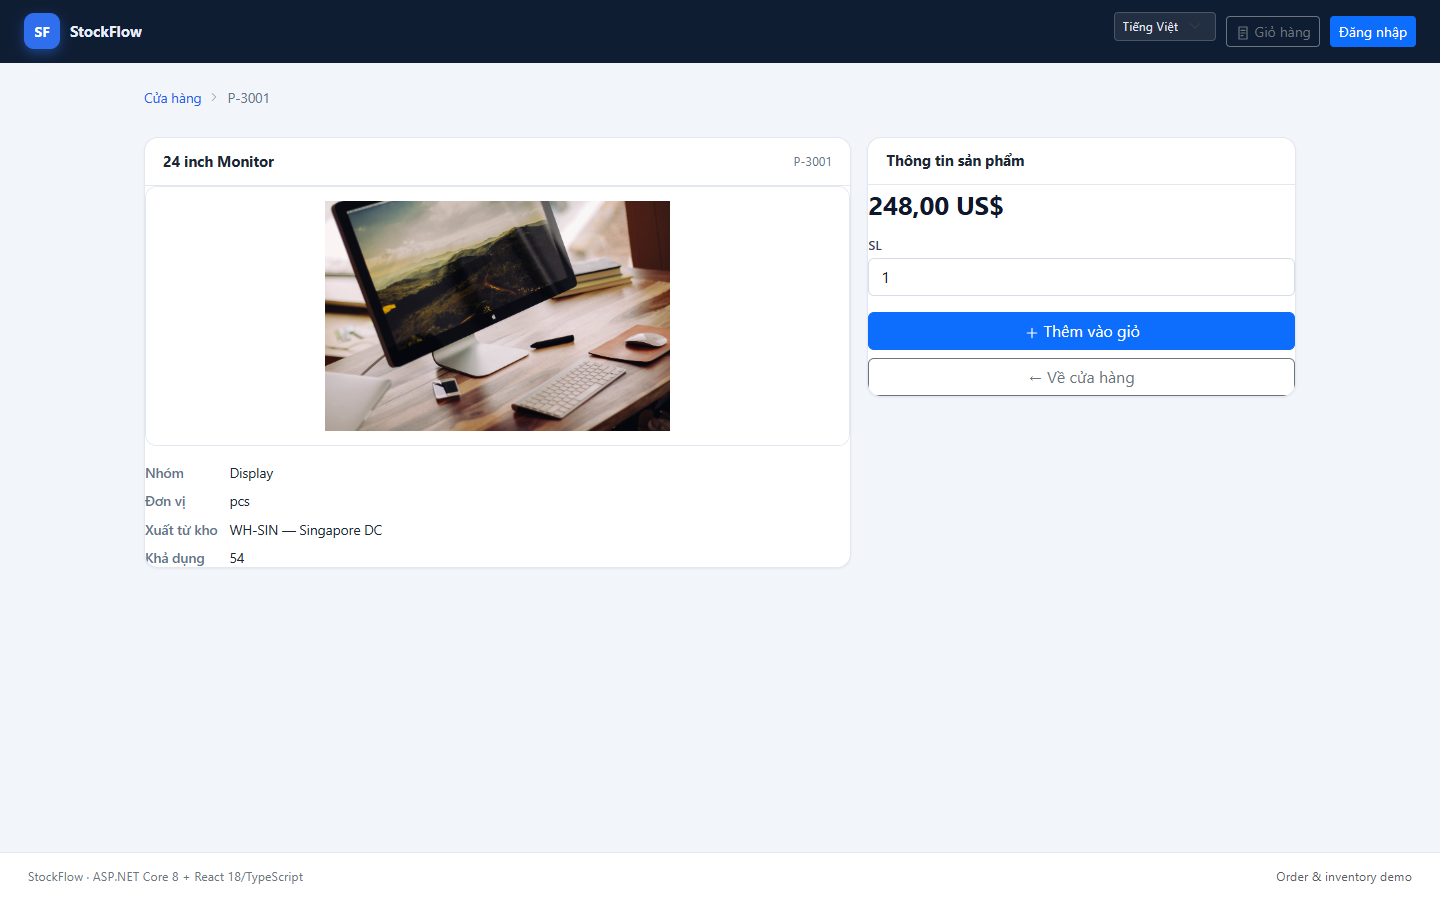 SF StockFlow
Tiếng Việt
Giỏ hàng
Đăng nhập
Cửa hàng > P-3001
24 inch Monitor
P-3001
Nhóm Display
Đơn vị pcs
Xuất từ kho WH-SIN — Singapore DC
Khả dụng 54
Thông tin sản phẩm
248,00 US$
SL
1
+ Thêm vào giỏ
← Về cửa hàng
StockFlow · ASP.NET Core 8 + React 18/TypeScript
Order & inventory demo